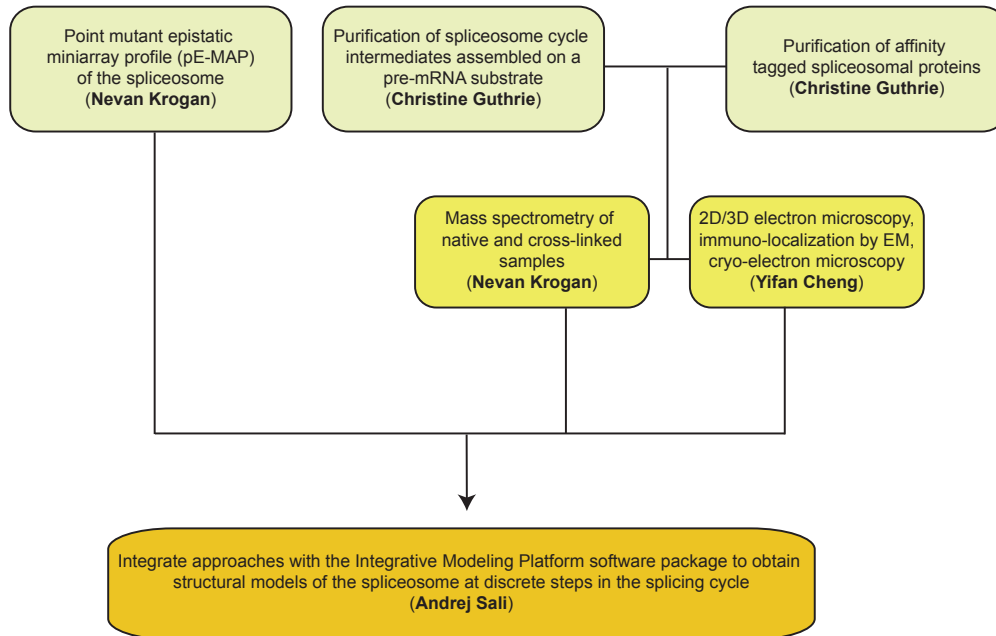 Point mutant epistatic
miniarray profile (pE-MAP)
of the spliceosome
(Nevan Krogan)
Purification of spliceosome cycle
intermediates assembled on a
pre-mRNA substrate
(Christine Guthrie)
Purification of affinity
tagged spliceosomal proteins
(Christine Guthrie)
Mass spectrometry of
native and cross-linked
samples
(Nevan Krogan)
2D/3D electron microscopy,
immuno-localization by EM,
cryo-electron microscopy
(Yifan Cheng)
Integrate approaches with the Integrative Modeling Platform software package to obtain
structural models of the spliceosome at discrete steps in the splicing cycle
(Andrej Sali)